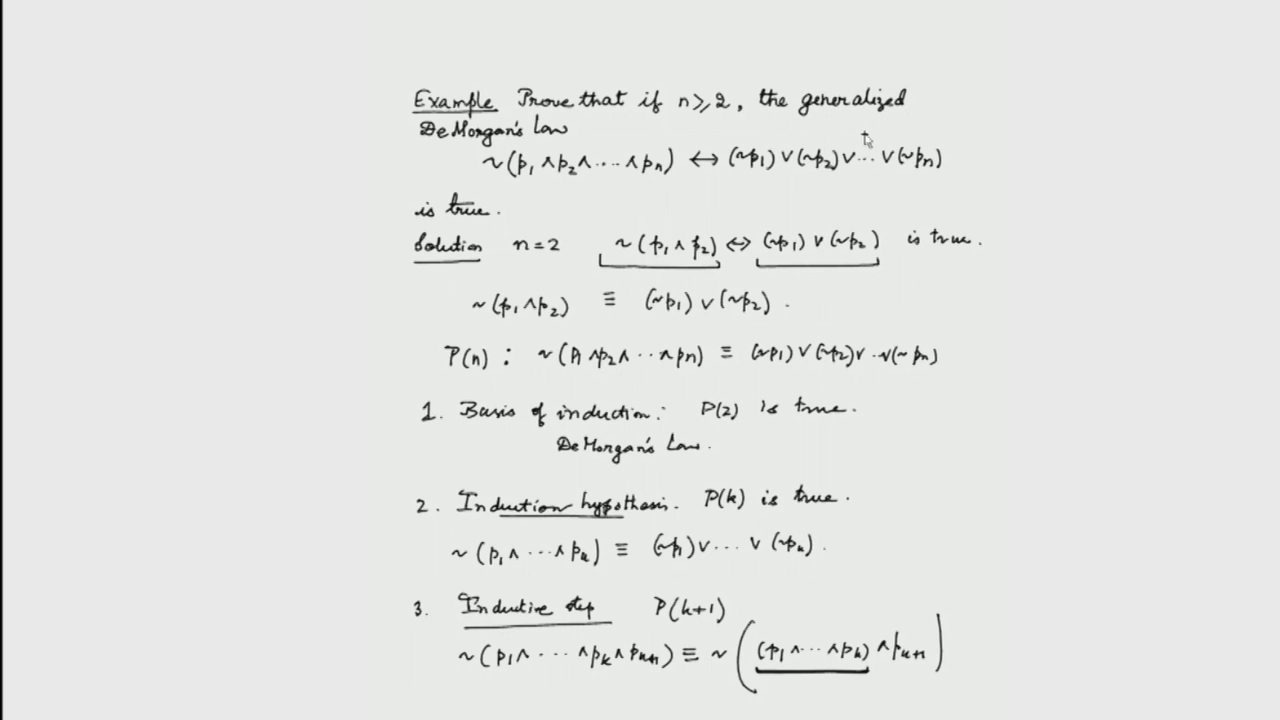 Example Prove that if n ≥ 2, the generalized
De Morgan's Law
~(p₁ ∧ p₂ ∧ .... ∧ pₙ) ↔ (~p₁) ∨ (~p₂) ∨ ... ∨ (~pₙ)
is true.
Solution n = 2 ~(p₁ ∧ p₂) ⇔ (~p₁) ∨ (~p₂) is true.
~(p₁ ∧ p₂) ≡ (~p₁) ∨ (~p₂).
P(n) : ~(p₁ ∧ p₂ ∧ ... ∧ pₙ) ≡ (~p₁) ∨ (~p₂) ∨ .. ∨ (~pₙ)
1. Basis of induction: P(2) is true.
De Morgan's Law.
2. Induction hypothesis. P(k) is true.
~(p₁ ∧ .... ∧ pₖ) ≡ (~p₁) ∨ .... ∨ (~pₖ).
3. Inductive step P(k+1)
~(p₁ ∧ .... ∧ pₖ ∧ pₖ₊₁) ≡ ~((p₁ ∧ ... ∧ pₖ) ∧ pₖ₊₁)